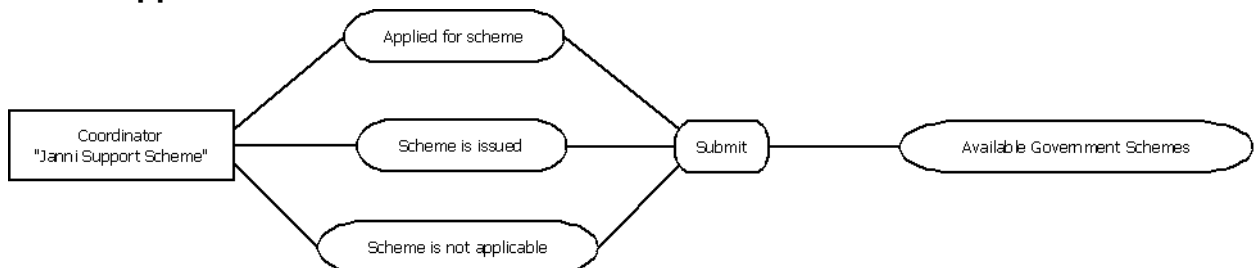 Applied for scheme
Coordinator
"Janni Support Scheme"
Scheme is issued
Submit
Available Government Schemes
Scheme is not applicable